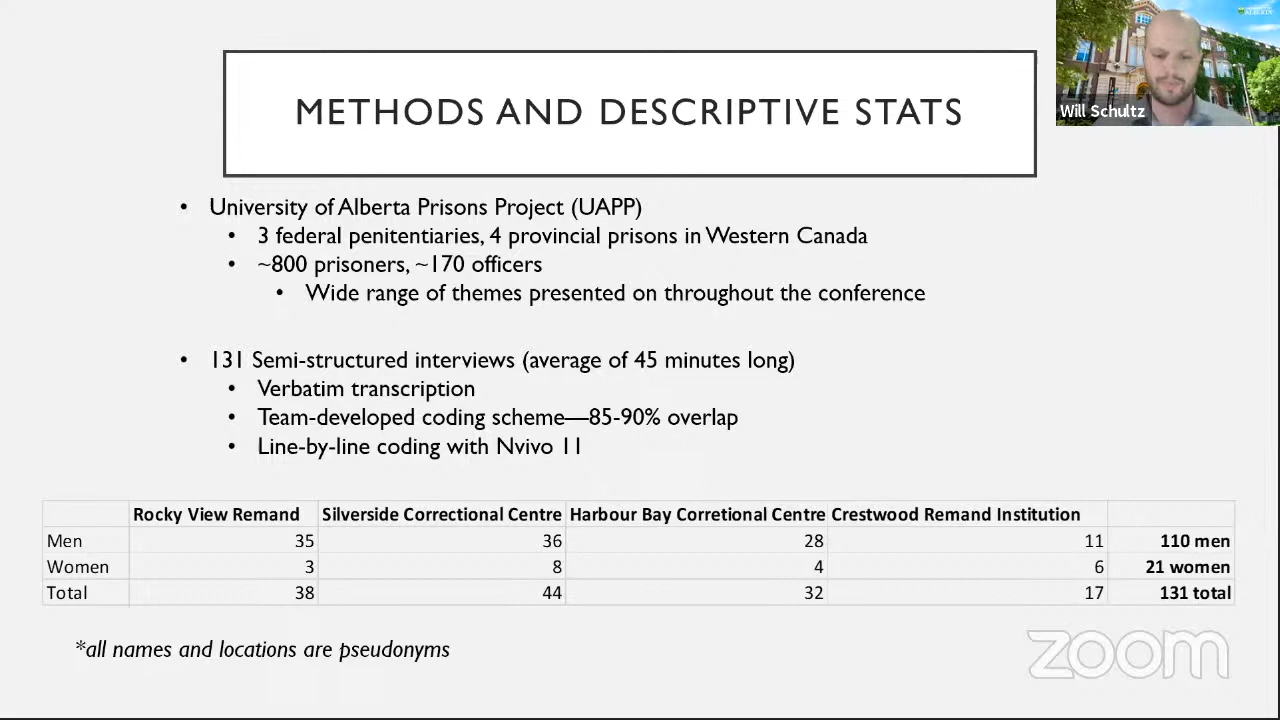 METHODS AND DESCRIPTIVE STATS
Will Schultz
ALBERTA
• University of Alberta Prisons Project (UAPP)
• 3 federal penitentiaries, 4 provincial prisons in Western Canada
• ~800 prisoners, ~170 officers
• Wide range of themes presented on throughout the conference
• 131 Semi-structured interviews (average of 45 minutes long)
• Verbatim transcription
• Team-developed coding scheme—85-90% overlap
• Line-by-line coding with Nvivo 11
Rocky View Remand Silverside Correctional Centre Harbour Bay Corretional Centre Crestwood Remand Institution
Men 35 36 28 11 110 men
Women 3 8 4 6 21 women
Total 38 44 32 17 131 total
*all names and locations are pseudonyms
zoom